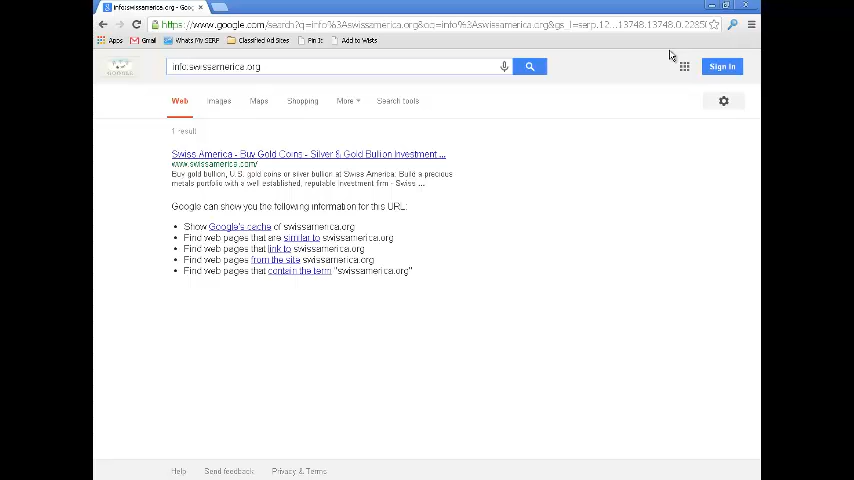 info:swissamerica.org - Goog
https://www.google.com/search?q=info%3Aswissamerica.org&oq=info%3Aswissamerica.org&gs_l=serp.12...13748.13748.0.22850
Apps Gmail Whats My SERP Classified Ad Sites Pin It Add to Wists
GOOGLE info:swissamerica.org Sign In
Web Images Maps Shopping More Search tools
1 result
Swiss America - Buy Gold Coins - Silver & Gold Bullion Investment ...
www.swissamerica.com/
Buy gold bullion, U.S. gold coins or silver bullion at Swiss America. Build a precious
metals portfolio with a well established, reputable investment firm - Swiss ...
Google can show you the following information for this URL:
• Show Google's cache of swissamerica.org
• Find web pages that are similar to swissamerica.org
• Find web pages that link to swissamerica.org
• Find web pages from the site swissamerica.org
• Find web pages that contain the term "swissamerica.org"
Help Send feedback Privacy & Terms